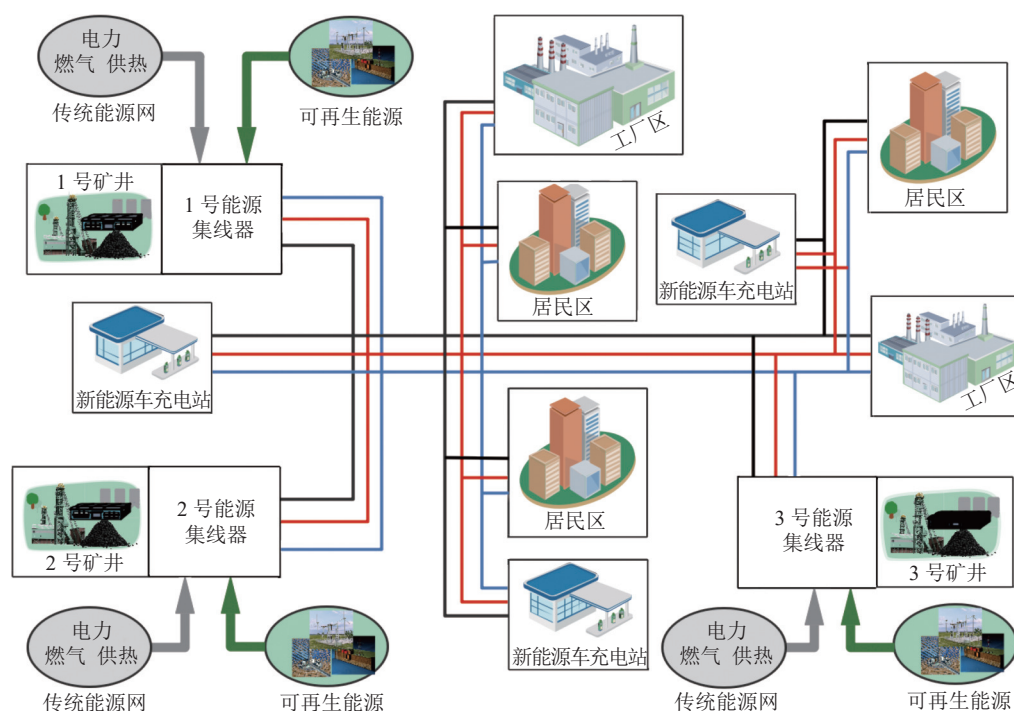 电力
燃气 供热
传统能源网
可再生能源
工厂区
居民区
1 号矿井
1 号能源
集线器
居民区
新能源车充电站
新能源车充电站
工厂区
居民区
2 号能源
集线器
2 号矿井
3 号能源
集线器
3 号矿井
电力
燃气 供热
传统能源网
可再生能源
新能源车充电站
电力
燃气 供热
传统能源网
可再生能源